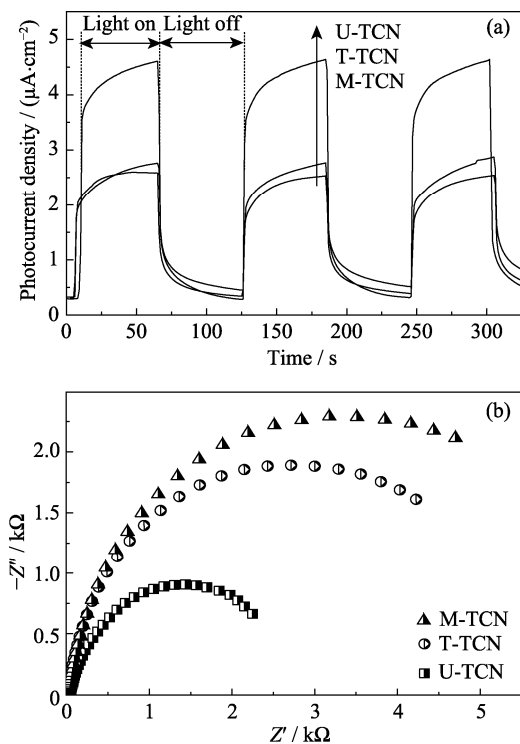 (a)
Light on
Light off
U-TCN
T-TCN
M-TCN
Photocurrent density / (μA·cm⁻²)
5
4
3
2
1
0
0 50 100 150 200 250 300
Time / s
(b)
−Z″ / kΩ
2.0
1.5
1.0
0.5
0
M-TCN
T-TCN
U-TCN
0 1 2 3 4 5
Z′ / kΩ